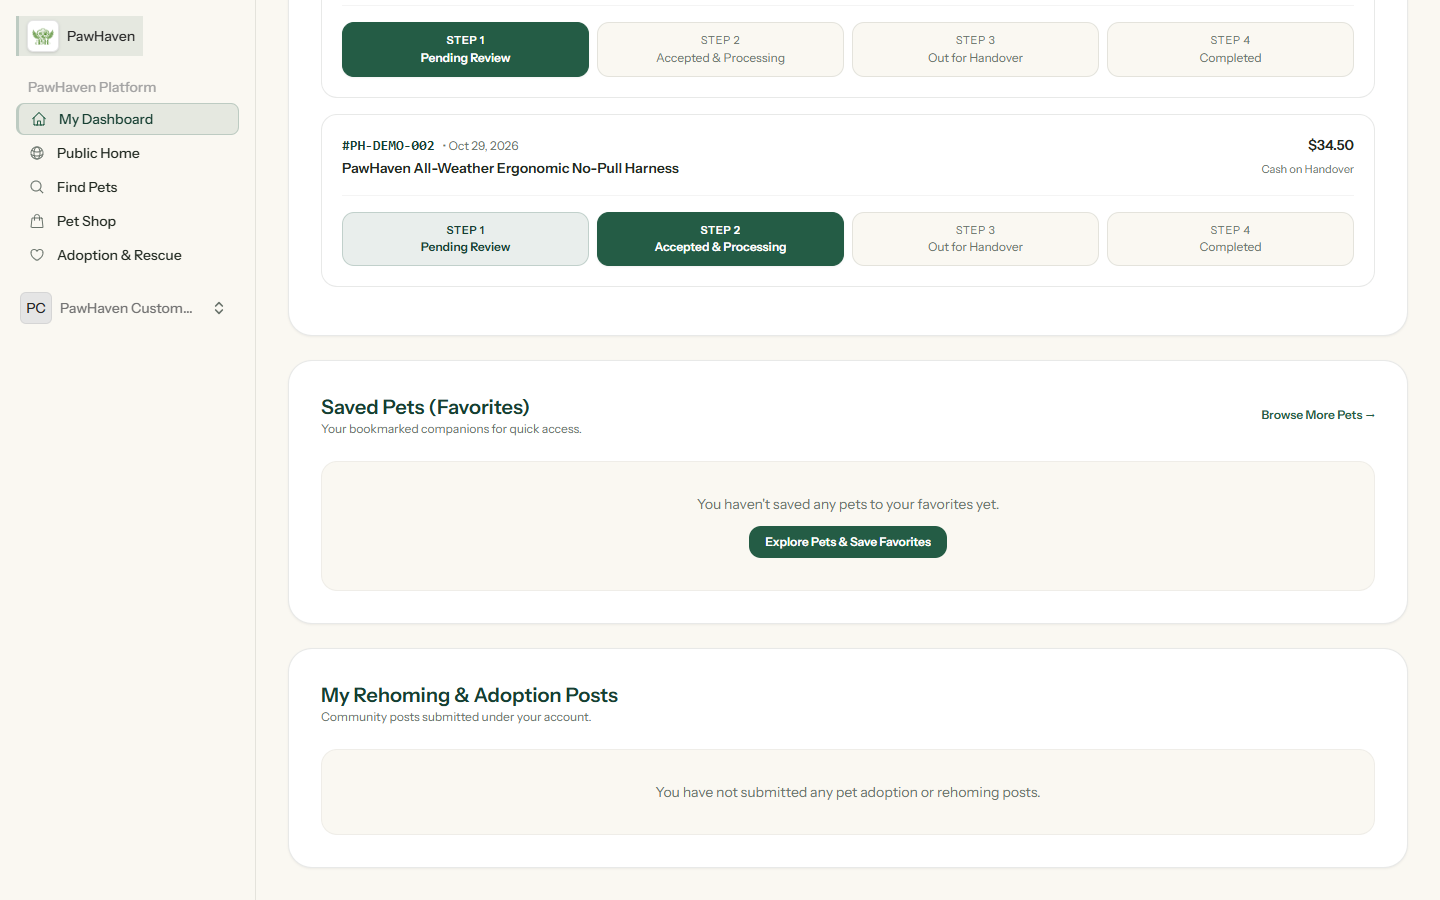 PawHaven
PawHaven Platform
My Dashboard
Public Home
Find Pets
Pet Shop
Adoption & Rescue
PC PawHaven Custom...
STEP 1
Pending Review
STEP 2
Accepted & Processing
STEP 3
Out for Handover
STEP 4
Completed
#PH-DEMO-002 · Oct 29, 2026
PawHaven All-Weather Ergonomic No-Pull Harness
$34.50
Cash on Handover
STEP 1
Pending Review
STEP 2
Accepted & Processing
STEP 3
Out for Handover
STEP 4
Completed
Saved Pets (Favorites)
Your bookmarked companions for quick access.
Browse More Pets →
You haven't saved any pets to your favorites yet.
Explore Pets & Save Favorites
My Rehoming & Adoption Posts
Community posts submitted under your account.
You have not submitted any pet adoption or rehoming posts.